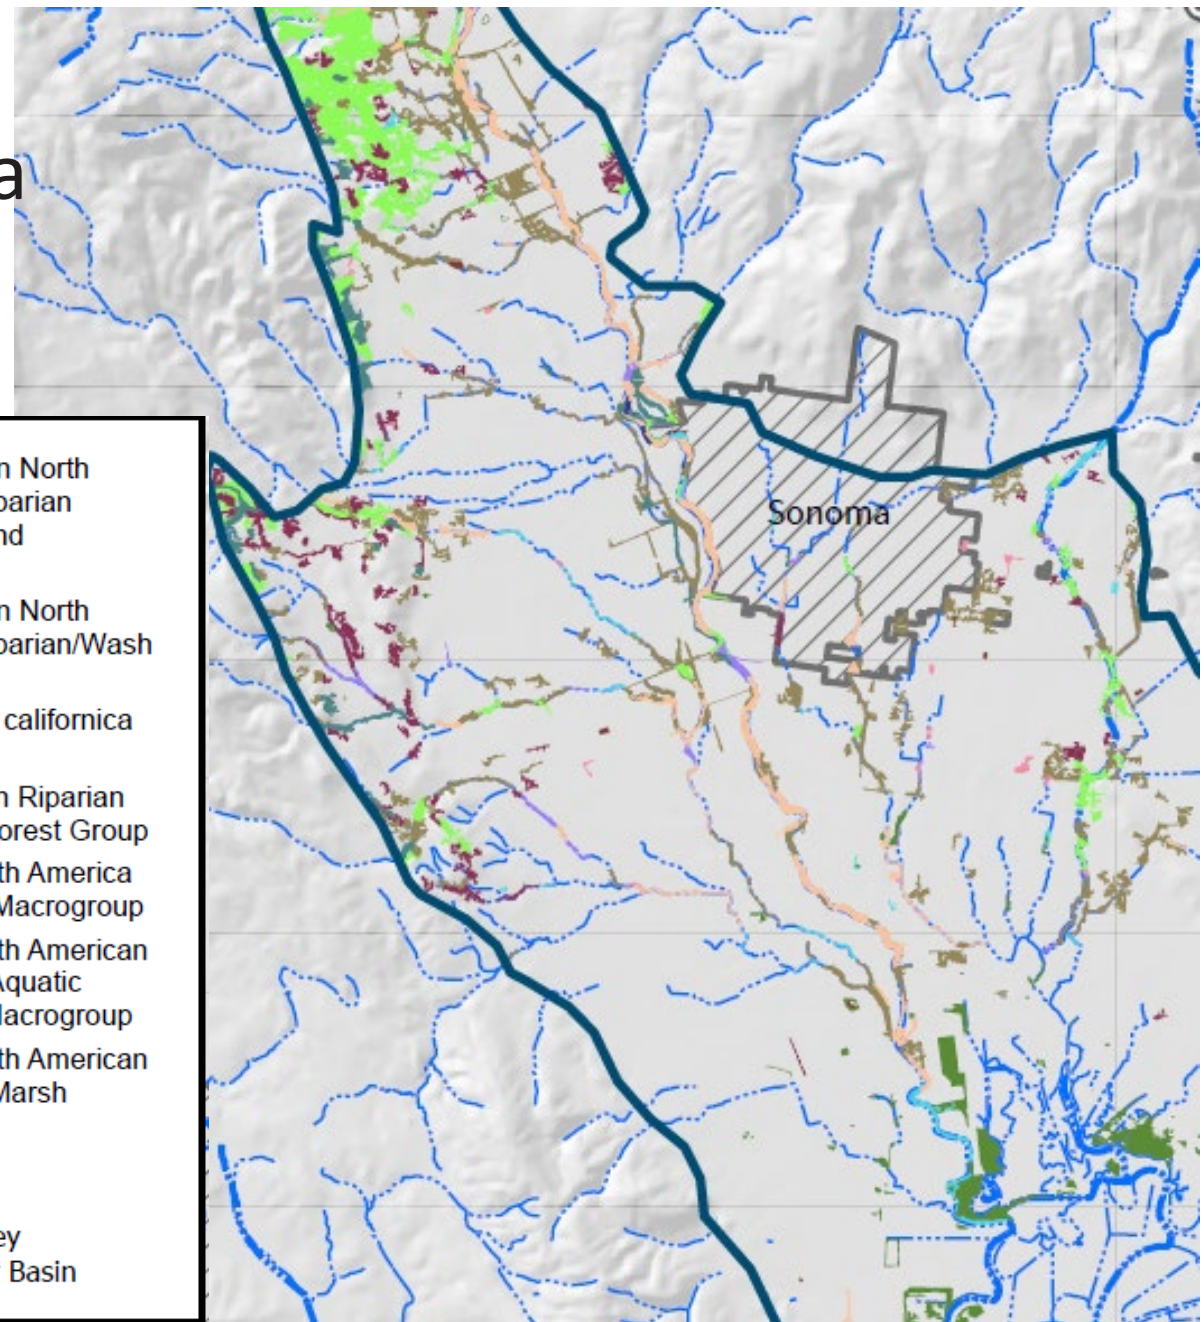 a
n North
parian
nd
n North
parian/Wash
californica
n Riparian
orest Group
th America
Macrogroup
th American
Aquatic
Macrogroup
th American
Marsh
ey
Basin
Sonoma